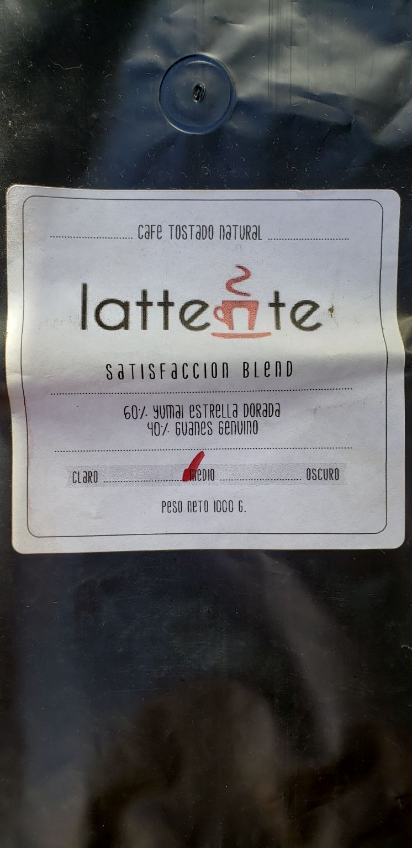 CAFE TOSTADO NATURAL
lattente
SATISFACCION BLEND
60% YUMAI ESTRELLA DORADA
40% GUANES GENUINO
CLARO MEDIO OSCURO
PESO NETO 1000 G.